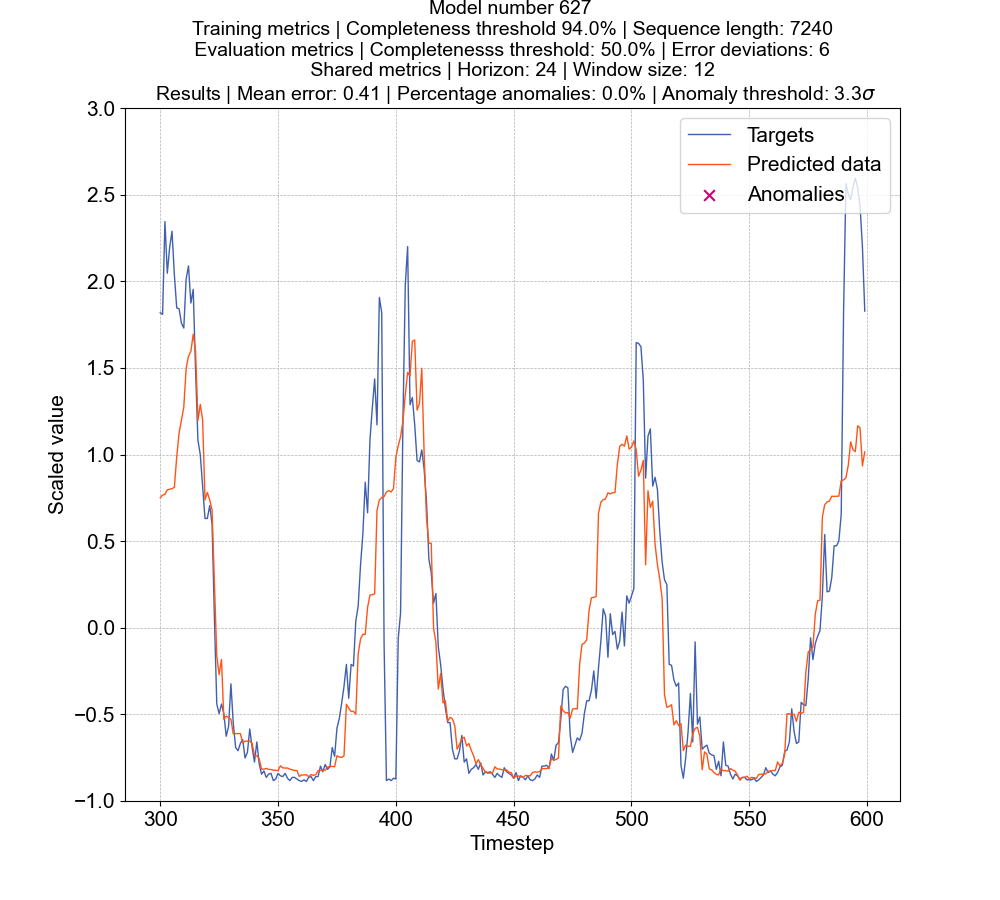 Model number 627
Training metrics | Completeness threshold 94.0% | Sequence length: 7240
Evaluation metrics | Completenesss threshold: 50.0% | Error deviations: 6
Shared metrics | Horizon: 24 | Window size: 12
Results | Mean error: 0.41 | Percentage anomalies: 0.0% | Anomaly threshold: 3.3σ
Targets
Predicted data
Anomalies
Scaled value
3.0
2.5
2.0
1.5
1.0
0.5
0.0
−0.5
−1.0
300 350 400 450 500 550 600
Timestep